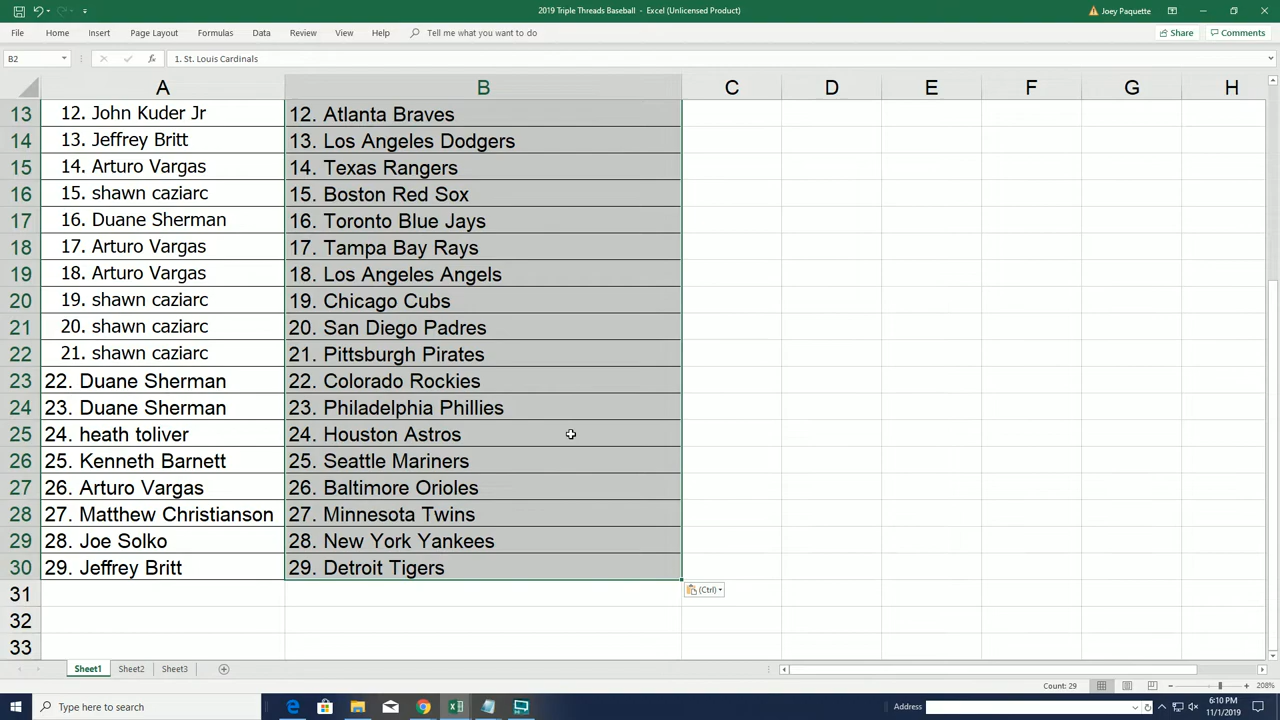 2019 Triple Threads Baseball - Excel (Unlicensed Product)
Joey Paquette
File Home Insert Page Layout Formulas Data Review View Help Tell me what you want to do Share Comments
B2 fx 1. St. Louis Cardinals
A B C D E F G H
13 12. John Kuder Jr 12. Atlanta Braves
14 13. Jeffrey Britt 13. Los Angeles Dodgers
15 14. Arturo Vargas 14. Texas Rangers
16 15. shawn caziarc 15. Boston Red Sox
17 16. Duane Sherman 16. Toronto Blue Jays
18 17. Arturo Vargas 17. Tampa Bay Rays
19 18. Arturo Vargas 18. Los Angeles Angels
20 19. shawn caziarc 19. Chicago Cubs
21 20. shawn caziarc 20. San Diego Padres
22 21. shawn caziarc 21. Pittsburgh Pirates
23 22. Duane Sherman 22. Colorado Rockies
24 23. Duane Sherman 23. Philadelphia Phillies
25 24. heath toliver 24. Houston Astros
26 25. Kenneth Barnett 25. Seattle Mariners
27 26. Arturo Vargas 26. Baltimore Orioles
28 27. Matthew Christianson 27. Minnesota Twins
29 28. Joe Solko 28. New York Yankees
30 29. Jeffrey Britt 29. Detroit Tigers
31 (Ctrl)
32
33
Sheet1 Sheet2 Sheet3
Count: 29 208%
Type here to search Address 6:10 PM
11/1/2019